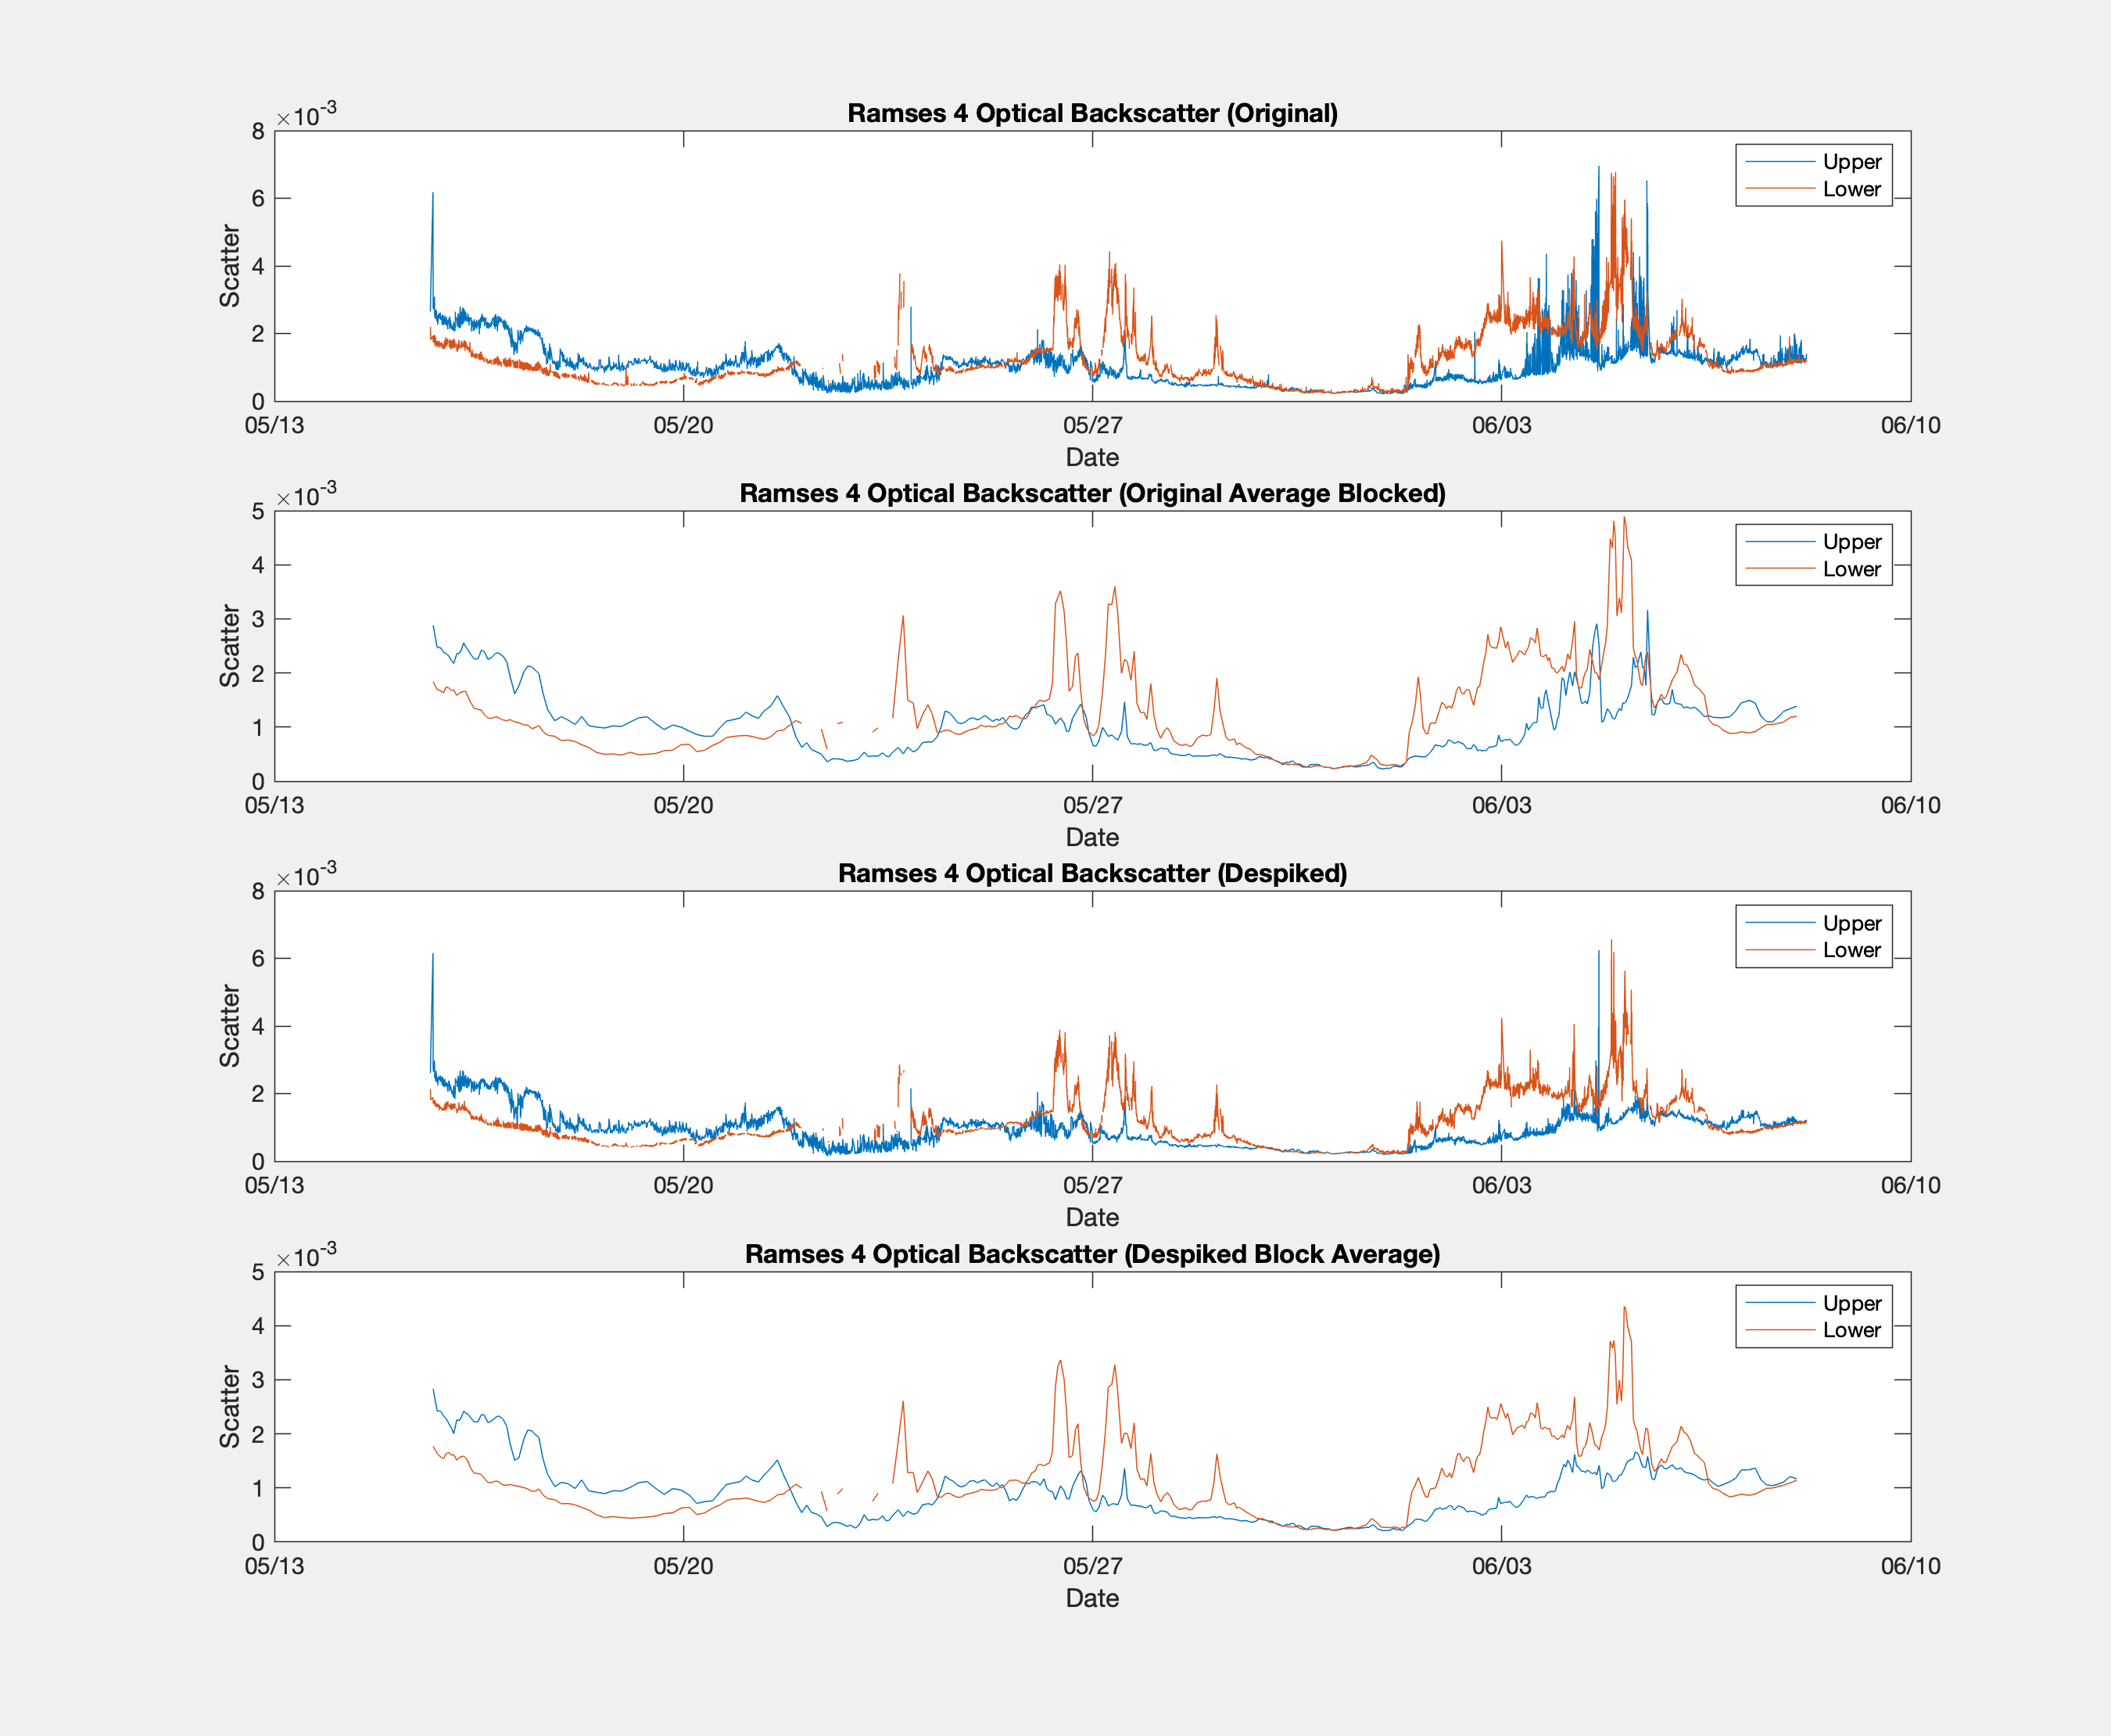 Ramses 4 Optical Backscatter (Original)
×10-3
8
6
4
2
0
Scatter
Upper
Lower
05/13 05/20 05/27 06/03 06/10
Date
Ramses 4 Optical Backscatter (Original Average Blocked)
×10-3
5
4
3
2
1
0
Scatter
Upper
Lower
05/13 05/20 05/27 06/03 06/10
Date
Ramses 4 Optical Backscatter (Despiked)
×10-3
8
6
4
2
0
Scatter
Upper
Lower
05/13 05/20 05/27 06/03 06/10
Date
Ramses 4 Optical Backscatter (Despiked Block Average)
×10-3
5
4
3
2
1
0
Scatter
Upper
Lower
05/13 05/20 05/27 06/03 06/10
Date